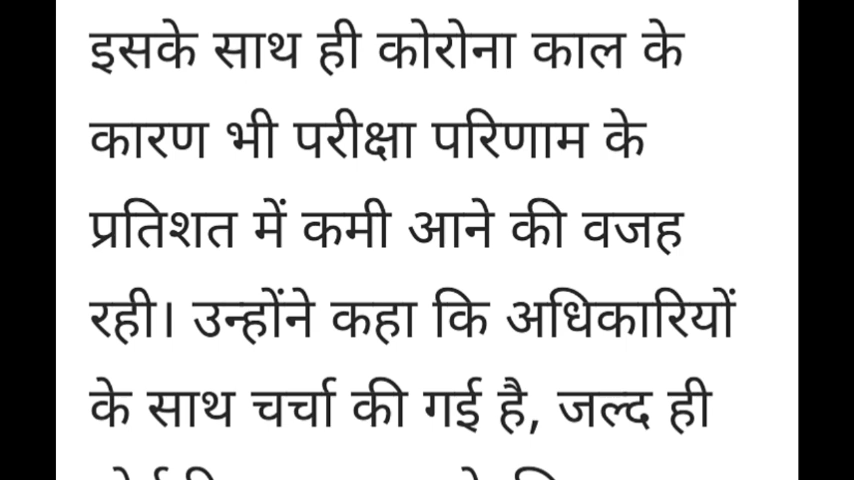 इसके साथ ही कोरोना काल के
कारण भी परीक्षा परिणाम के
प्रतिशत में कमी आने की वजह
रही। उन्होंने कहा कि अधिकारियों
के साथ चर्चा की गई है, जल्द ही